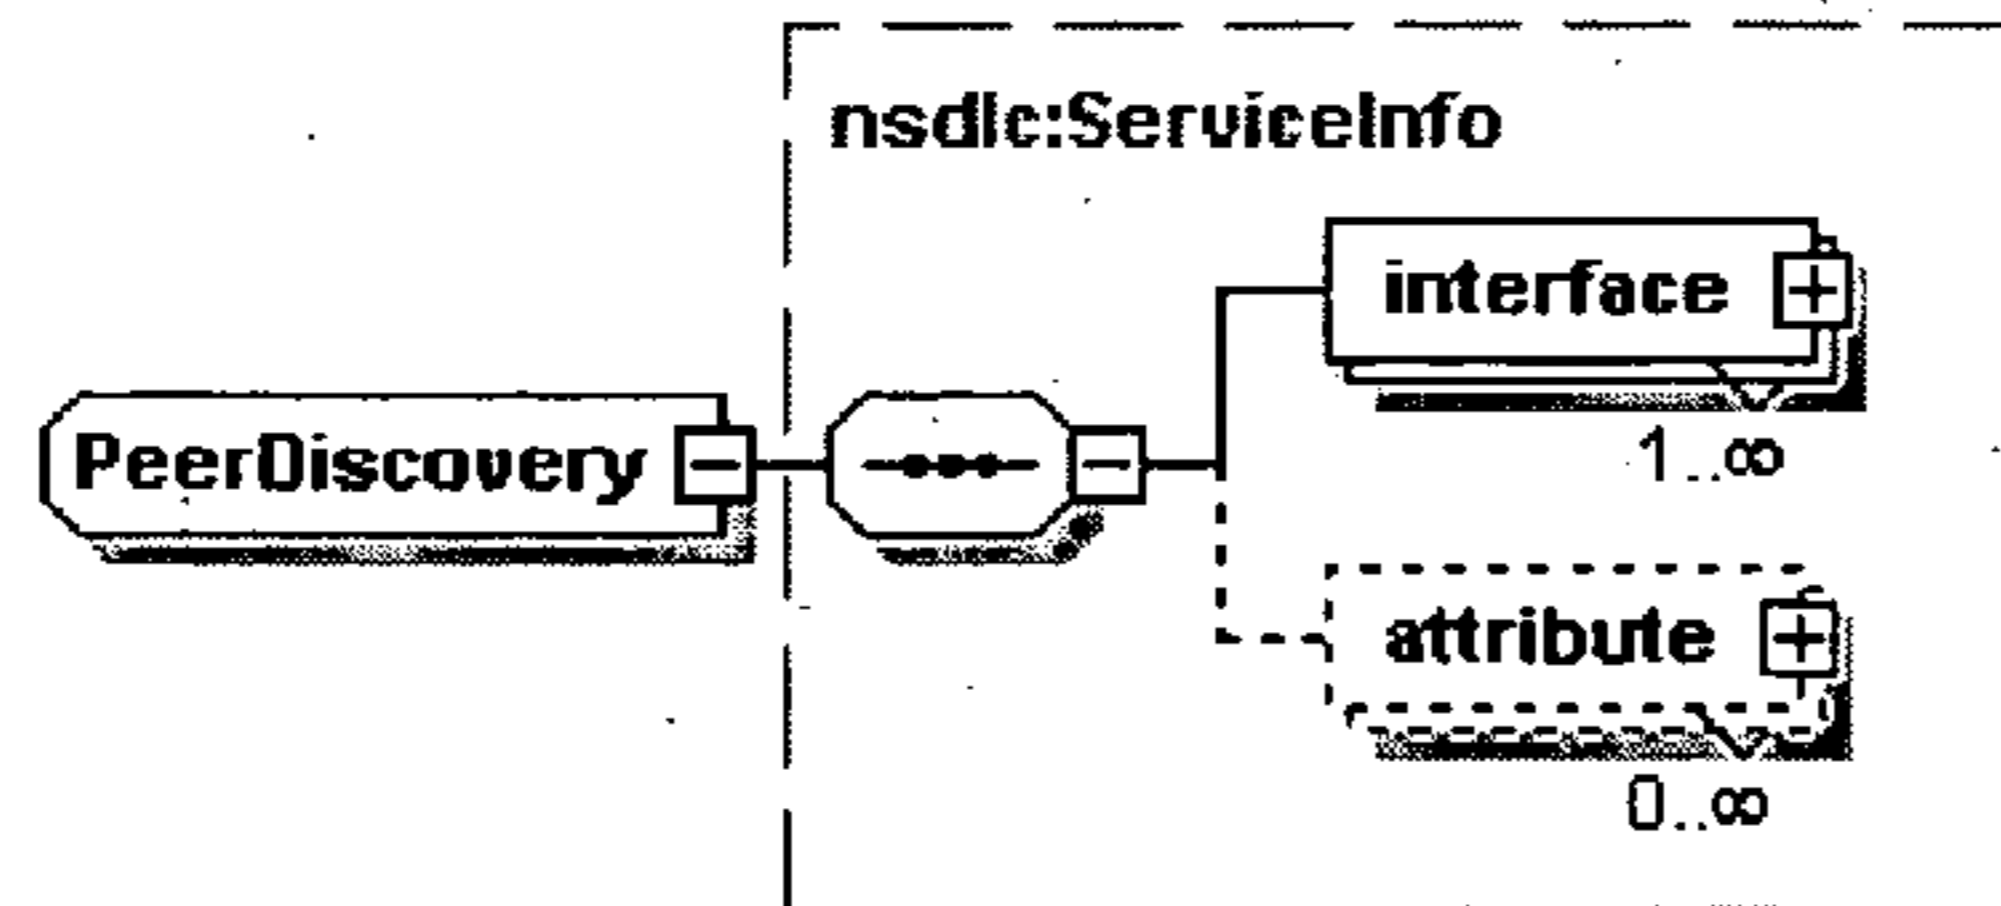 nsdlc:ServiceInfo
interface
1..∞
PeerDiscovery
attribute
0..∞